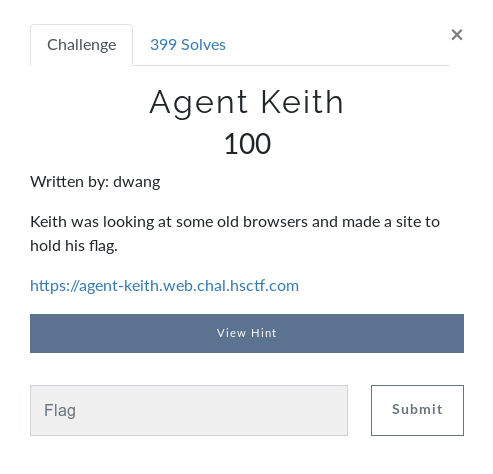 Challenge 399 Solves ×
Agent Keith
100
Written by: dwang
Keith was looking at some old browsers and made a site to
hold his flag.
https://agent-keith.web.chal.hsctf.com
View Hint
Flag Submit